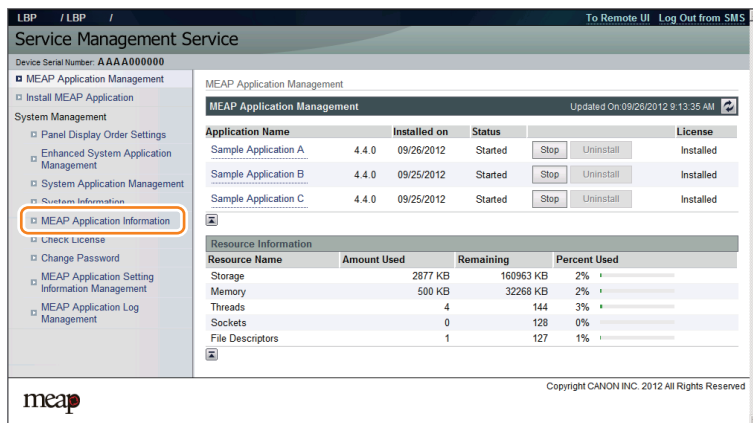 LBP / LBP /
To Remote UI Log Out from SMS
Service Management Service
Device Serial Number: AAAA000000
MEAP Application Management
Install MEAP Application
System Management
Panel Display Order Settings
Enhanced System Application
Management
System Application Management
System Information
MEAP Application Information
Check License
Change Password
MEAP Application Setting
Information Management
MEAP Application Log
Management
MEAP Application Management
MEAP Application Management Updated On:09/26/2012 9:13:35 AM
Application Name Installed on Status License
Sample Application A 4.4.0 09/26/2012 Started Stop Uninstall Installed
Sample Application B 4.4.0 09/25/2012 Started Stop Uninstall Installed
Sample Application C 4.4.0 09/25/2012 Started Stop Uninstall Installed
Resource Information
Resource Name Amount Used Remaining Percent Used
Storage 2877 KB 160963 KB 2%
Memory 500 KB 32268 KB 2%
Threads 4 144 3%
Sockets 0 128 0%
File Descriptors 1 127 1%
Copyright CANON INC. 2012 All Rights Reserved
meap